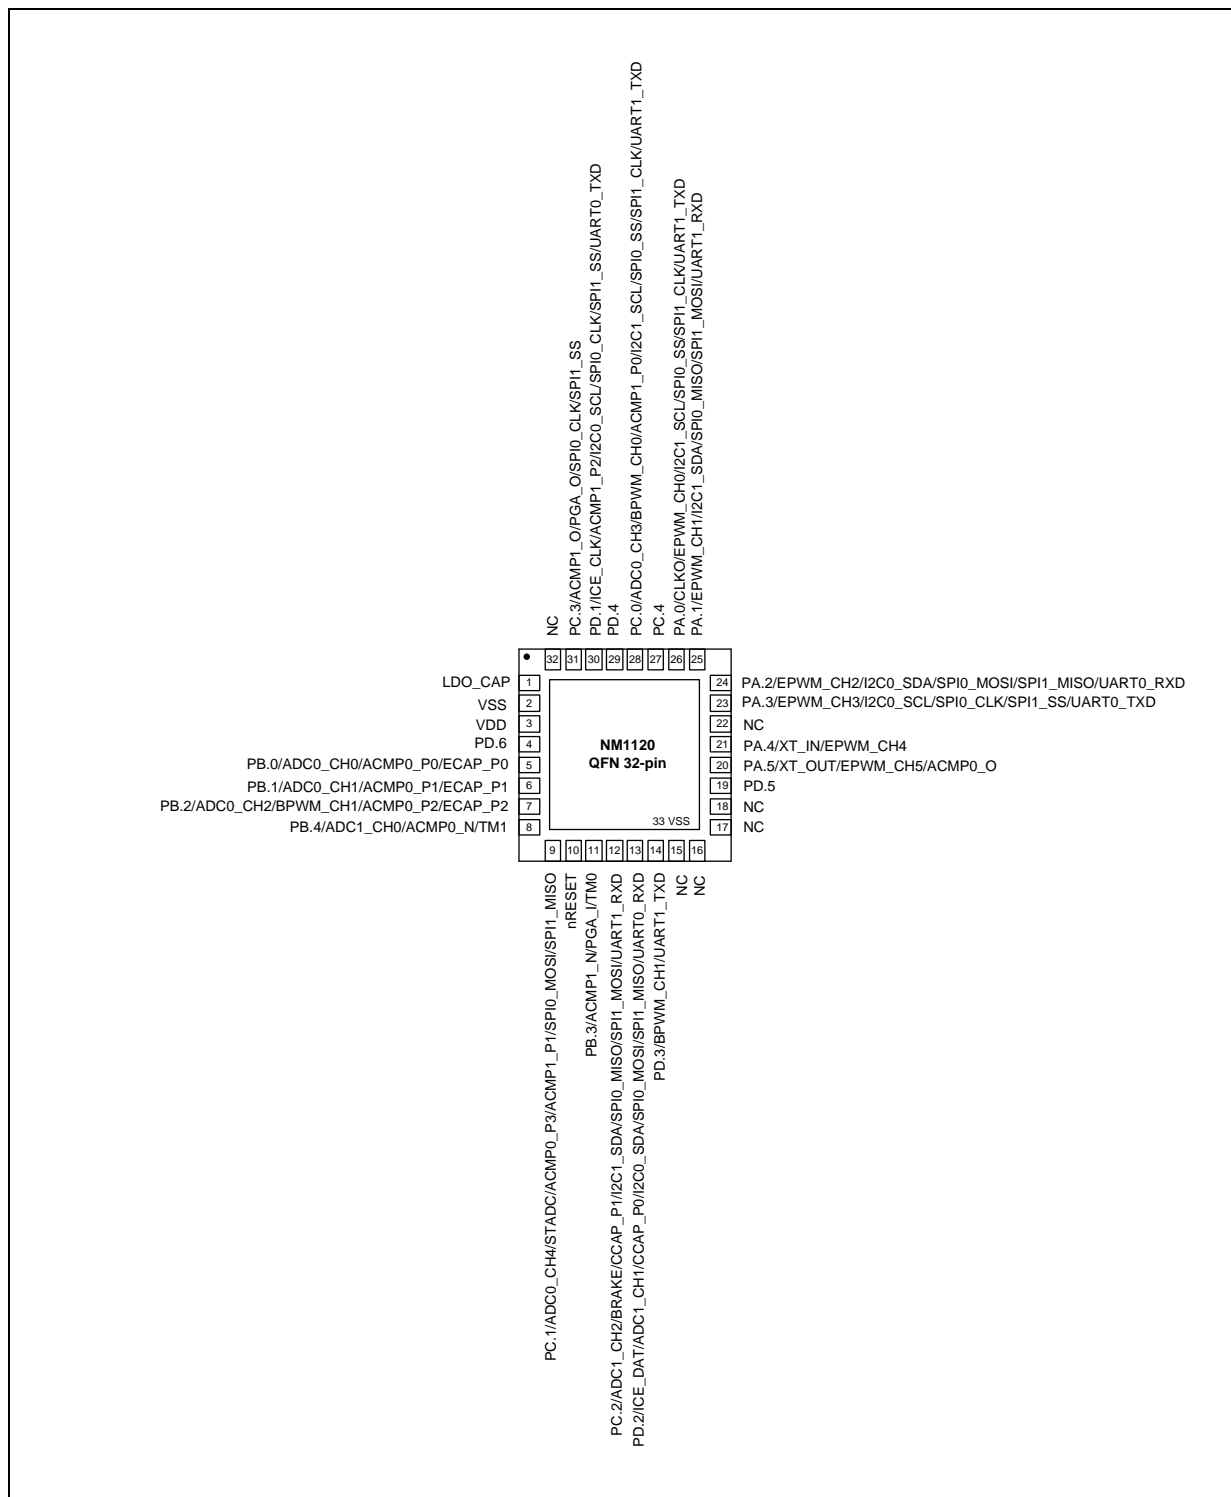 NC
PC.3/ACMP1_O/PGA_O/SPI0_CLK/SPI1_SS
PD.1/ICE_CLK/ACMP1_P2/I2C0_SCL/SPI0_CLK/SPI1_SS/UART0_TXD
PD.4
PC.0/ADC0_CH3/BPWM_CH0/ACMP1_P0/I2C1_SCL/SPI0_SS/SPI1_CLK/UART1_TXD
PC.4
PA.0/CLKO/EPWM_CH0/I2C1_SCL/SPI0_SS/SPI1_CLK/UART1_TXD
PA.1/EPWM_CH1/I2C1_SDA/SPI0_MISO/SPI1_MOSI/UART1_RXD
32 31 30 29 28 27 26 25
LDO_CAP 1
VSS 2
VDD 3
PD.6 4
PB.0/ADC0_CH0/ACMP0_P0/ECAP_P0 5
PB.1/ADC0_CH1/ACMP0_P1/ECAP_P1 6
PB.2/ADC0_CH2/BPWM_CH1/ACMP0_P2/ECAP_P2 7
PB.4/ADC1_CH0/ACMP0_N/TM1 8
NM1120
QFN 32-pin
33 VSS
24 PA.2/EPWM_CH2/I2C0_SDA/SPI0_MOSI/SPI1_MISO/UART0_RXD
23 PA.3/EPWM_CH3/I2C0_SCL/SPI0_CLK/SPI1_SS/UART0_TXD
22 NC
21 PA.4/XT_IN/EPWM_CH4
20 PA.5/XT_OUT/EPWM_CH5/ACMP0_O
19 PD.5
18 NC
17 NC
9 10 11 12 13 14 15 16
PC.1/ADC0_CH4/STADC/ACMP0_P3/ACMP1_P1/SPI0_MOSI/SPI1_MISO
nRESET
PB.3/ACMP1_N/PGA_I/TM0
PC.2/ADC1_CH2/BRAKE/CCAP_P1/I2C1_SDA/SPI0_MISO/SPI1_MOSI/UART1_RXD
PD.2/ICE_DAT/ADC1_CH1/CCAP_P0/I2C0_SDA/SPI0_MOSI/SPI1_MISO/UART0_RXD
PD.3/BPWM_CH1/UART1_TXD
NC
NC